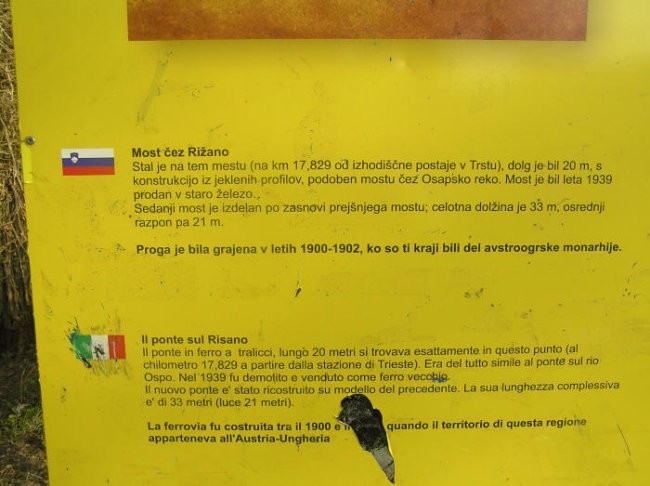 Most čez Rižano
Stal je na tem mestu (na km 17,829 od izhodiščne postaje v Trstu), dolg je bil 20 m, s
konstrukcijo iz jeklenih profilov, podoben mostu čez Osapsko reko. Most je bil leta 1939
prodan v staro železo.
Sedanji most je izdelan po zasnovi prejšnjega mostu; celotna dolžina je 33 m, osrednji
razpon pa 21 m.
Proga je bila grajena v letih 1900-1902, ko so ti kraji bili del avstroogrske monarhije.
Il ponte sul Risano
Il ponte in ferro a tralicci, lungo 20 metri si trovava esattamente in questo punto (al
chilometro 17,829 a partire dalla stazione di Trieste). Era del tutto simile al ponte sul rio
Ospo. Nel 1939 fu demolito e venduto come ferro vecchio.
Il nuovo ponte e' stato ricostruito su modello del precedente. La sua lunghezza complessiva
e' di 33 metri (luce 21 metri).
La ferrovia fu costruita tra il 1900 e quando il territorio di questa regione
apparteneva all'Austria-Ungheria